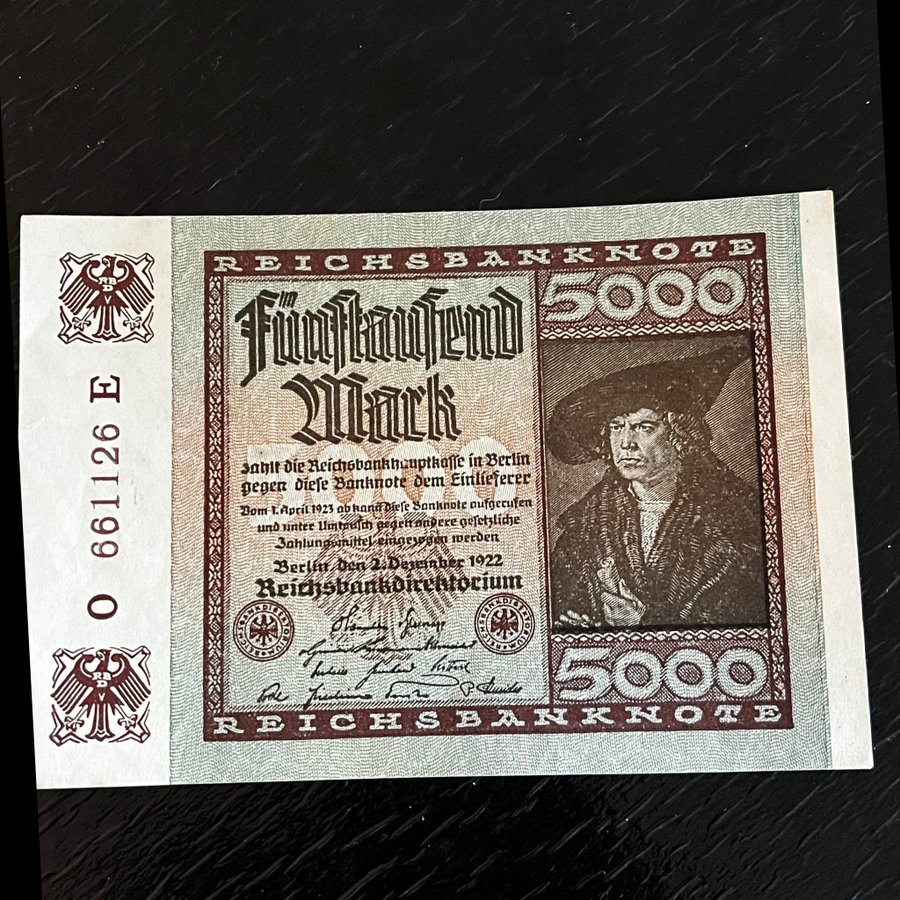 REICHSBANKNOTE
5000
Fünftausend
Mark
zahlt die Reichsbankhauptkasse in Berlin
gegen diese Banknote dem Einlieferer
Vom 1. April 1923 ab kann diese Banknote aufgerufen
und unter Umtausch gegen andere gesetzliche
Zahlungsmittel eingezogen werden
Berlin, den 2. Dezember 1922
Reichsbankdirektorium
5000
REICHSBANKNOTE
O 661126 E